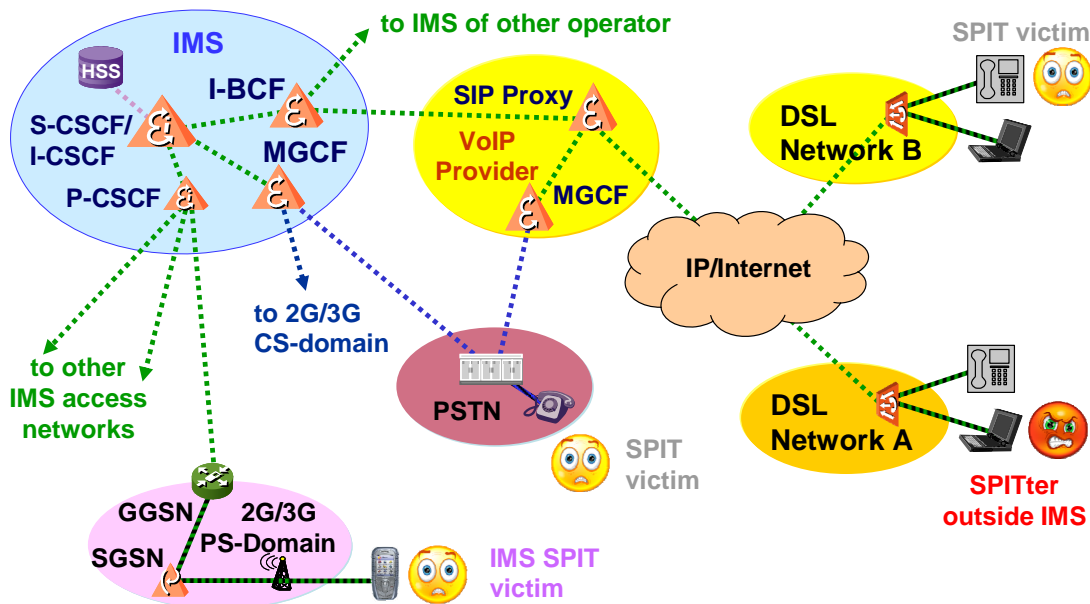 to IMS of other operator
IMS
HSS
I-BCF
S-CSCF/
I-CSCF
MGCF
P-CSCF
SIP Proxy
VoIP
Provider
MGCF
SPIT victim
DSL
Network B
IP/Internet
to 2G/3G
CS-domain
to other
IMS access
networks
PSTN
SPIT
victim
DSL
Network A
SPITter
outside IMS
GGSN
2G/3G
PS-Domain
SGSN
IMS SPIT
victim